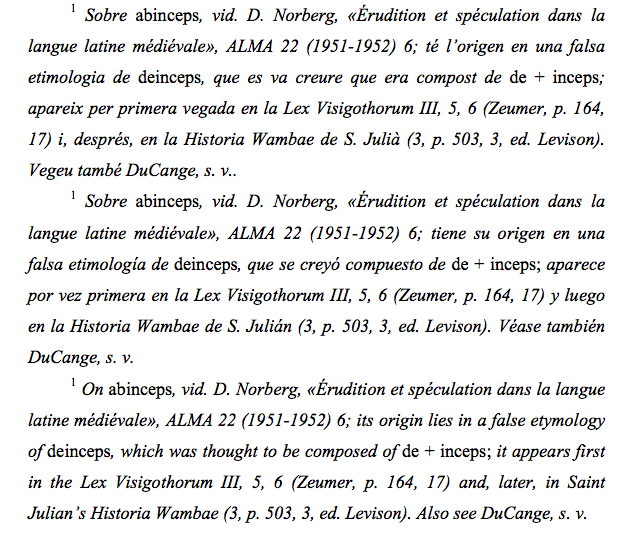 ¹ Sobre abinceps, vid. D. Norberg, «Érudition et spéculation dans la
langue latine médiévale», ALMA 22 (1951-1952) 6; té l’origen en una falsa
etimologia de deinceps, que es va creure que era compost de de + inceps;
apareix per primera vegada en la Lex Visigothorum III, 5, 6 (Zeumer, p. 164,
17) i, després, en la Historia Wambae de S. Julià (3, p. 503, 3, ed. Levison).
Vegeu també DuCange, s. v..
¹ Sobre abinceps, vid. D. Norberg, «Érudition et spéculation dans la
langue latine médiévale», ALMA 22 (1951-1952) 6; tiene su origen en una
falsa etimología de deinceps, que se creyó compuesto de de + inceps; aparece
por vez primera en la Lex Visigothorum III, 5, 6 (Zeumer, p. 164, 17) y luego
en la Historia Wambae de S. Julián (3, p. 503, 3, ed. Levison). Véase también
DuCange, s. v.
¹ On abinceps, vid. D. Norberg, «Érudition et spéculation dans la langue
latine médiévale», ALMA 22 (1951-1952) 6; its origin lies in a false etymology
of deinceps, which was thought to be composed of de + inceps; it appears first
in the Lex Visigothorum III, 5, 6 (Zeumer, p. 164, 17) and, later, in Saint
Julian’s Historia Wambae (3, p. 503, 3, ed. Levison). Also see DuCange, s. v.